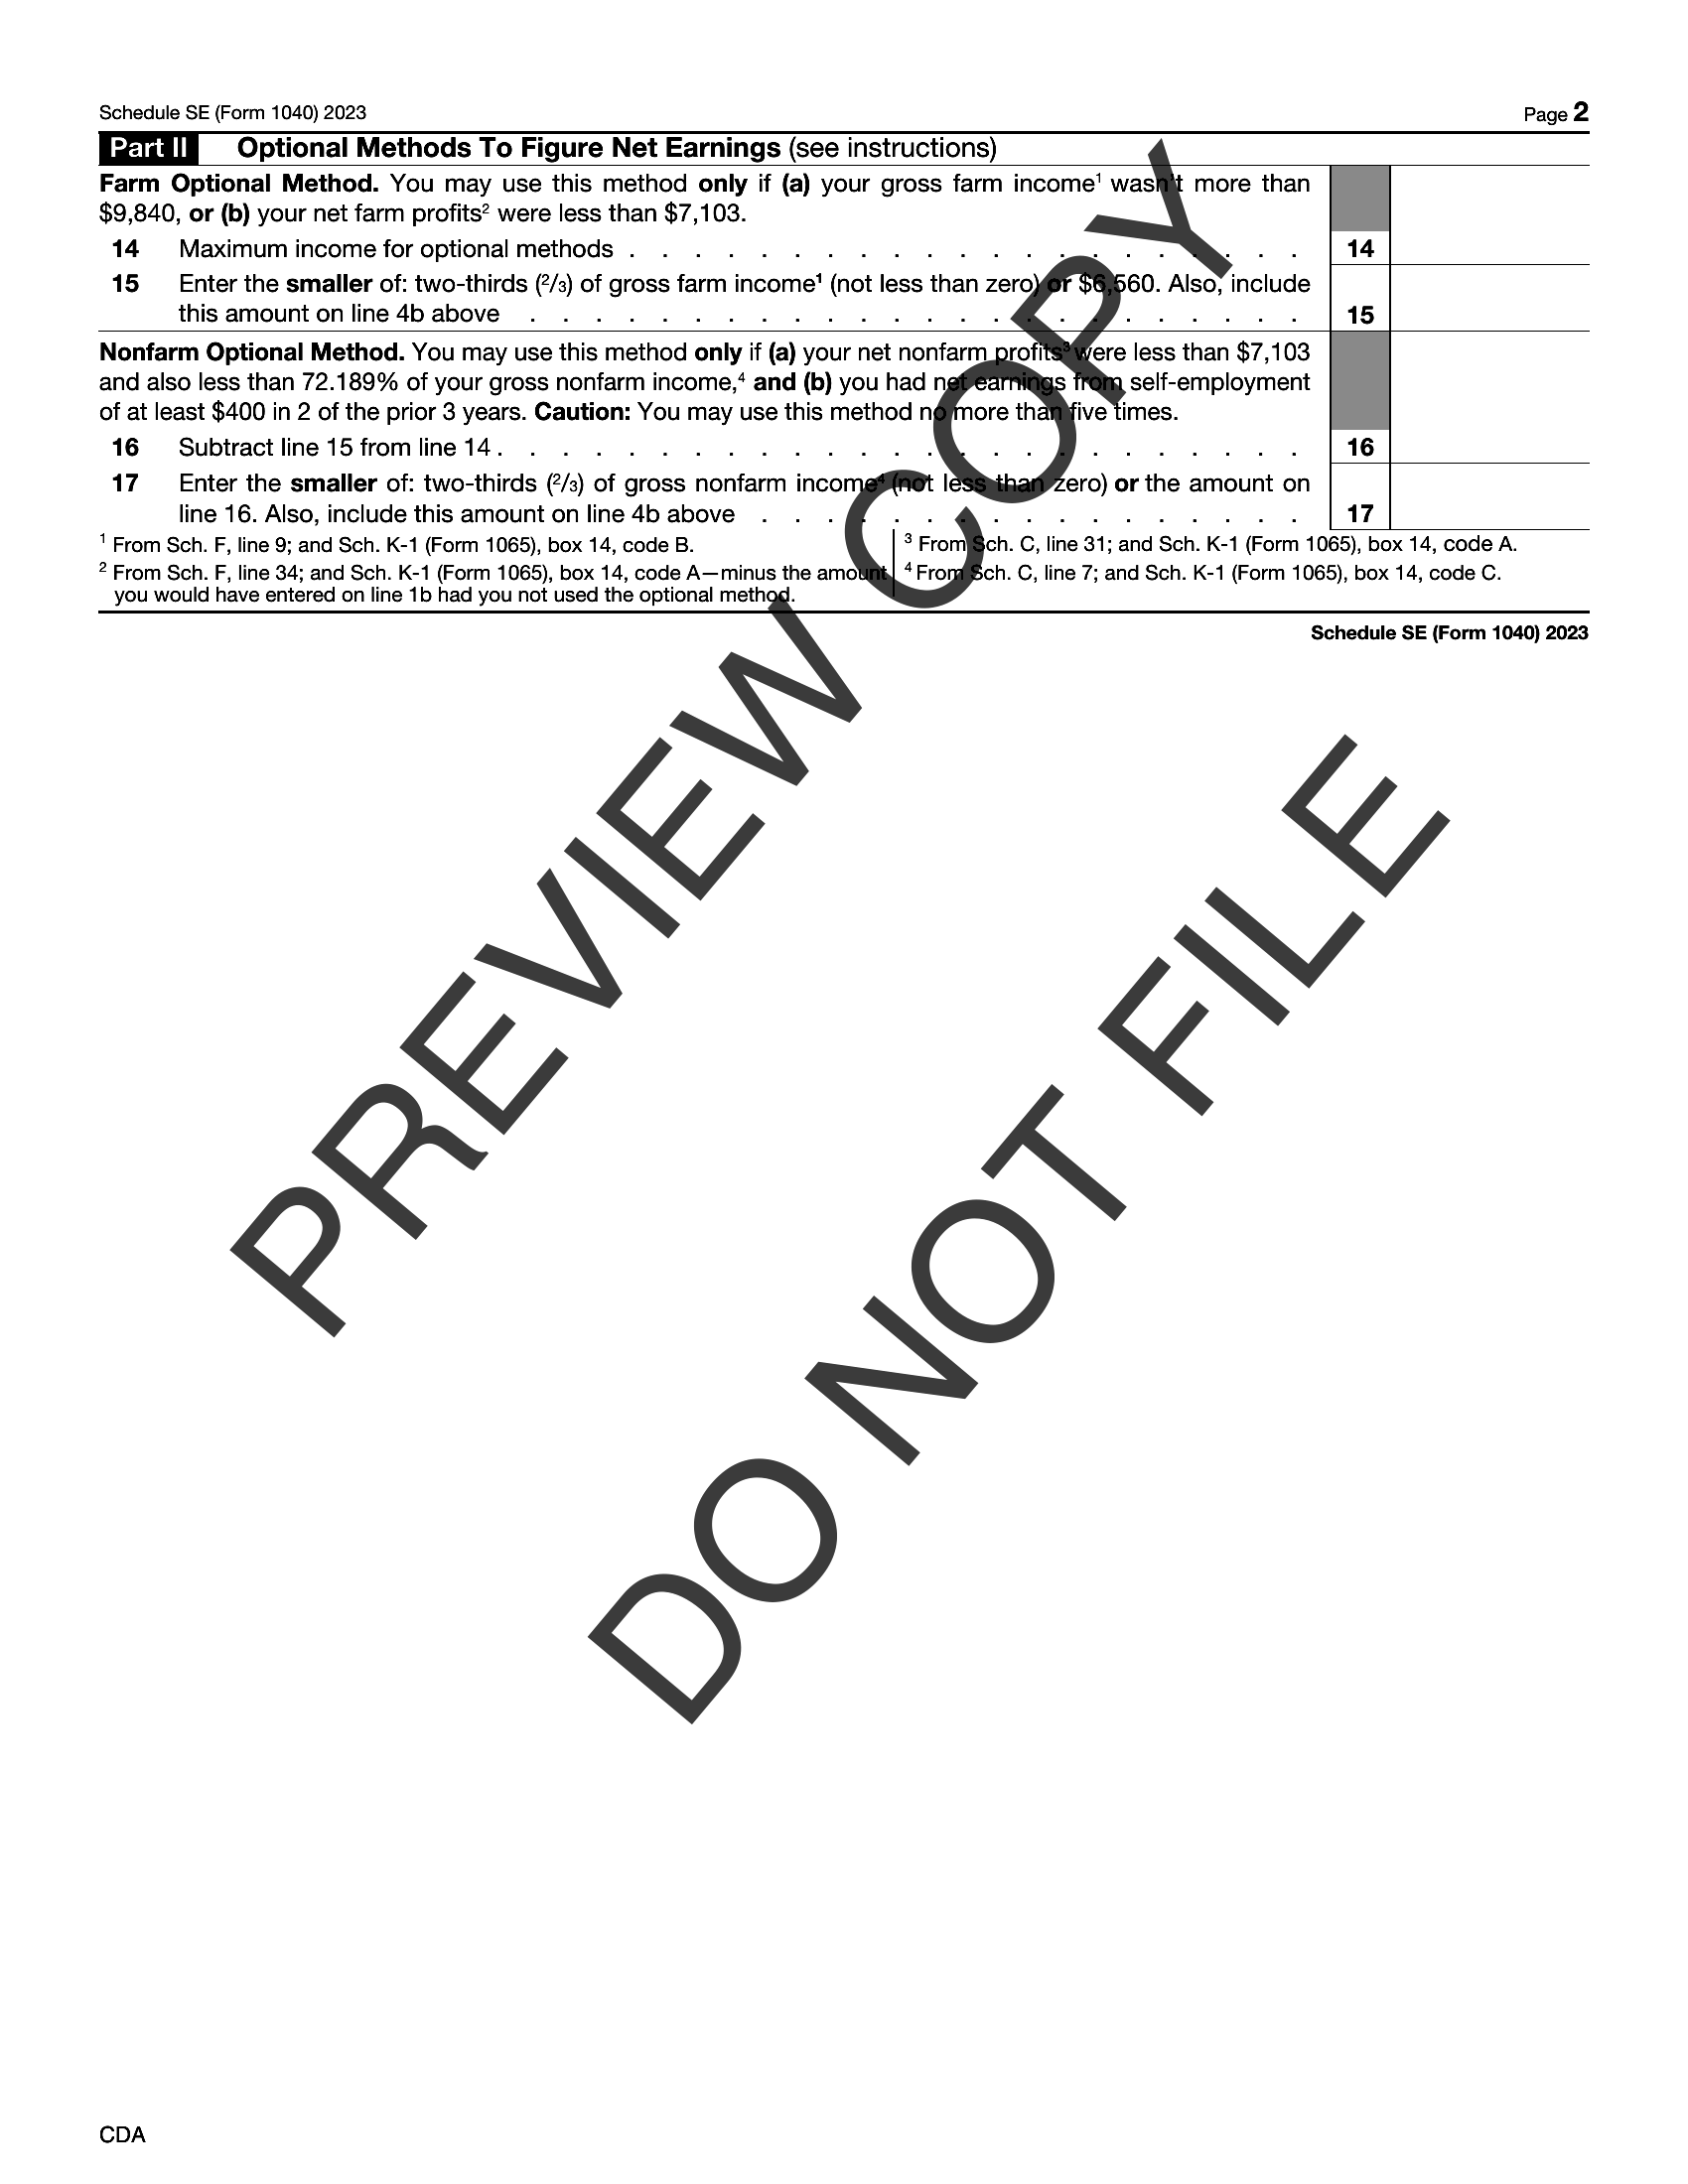 Schedule SE (Form 1040) 2023 Page 2
Part II Optional Methods To Figure Net Earnings (see instructions)
Farm Optional Method. You may use this method only if (a) your gross farm income¹ wasn't more than
$9,840, or (b) your net farm profits² were less than $7,103.
14 Maximum income for optional methods . . . . . . . . . . . . . . . . . . . . . 14
15 Enter the smaller of: two-thirds (2/3) of gross farm income¹ (not less than zero) or $6,560. Also, include
this amount on line 4b above . . . . . . . . . . . . . . . . . . . . . . . . 15
Nonfarm Optional Method. You may use this method only if (a) your net nonfarm profits³ were less than $7,103
and also less than 72.189% of your gross nonfarm income,⁴ and (b) you had net earnings from self-employment
of at least $400 in 2 of the prior 3 years. Caution: You may use this method no more than five times.
16 Subtract line 15 from line 14 . . . . . . . . . . . . . . . . . . . . . . . . . 16
17 Enter the smaller of: two-thirds (2/3) of gross nonfarm income⁴ (not less than zero) or the amount on
line 16. Also, include this amount on line 4b above . . . . . . . . . . . . . . . . . 17
¹ From Sch. F, line 9; and Sch. K-1 (Form 1065), box 14, code B.
² From Sch. F, line 34; and Sch. K-1 (Form 1065), box 14, code A—minus the amount
you would have entered on line 1b had you not used the optional method.
³ From Sch. C, line 31; and Sch. K-1 (Form 1065), box 14, code A.
⁴ From Sch. C, line 7; and Sch. K-1 (Form 1065), box 14, code C.
Schedule SE (Form 1040) 2023
PREVIEW COPY
DO NOT FILE
CDA